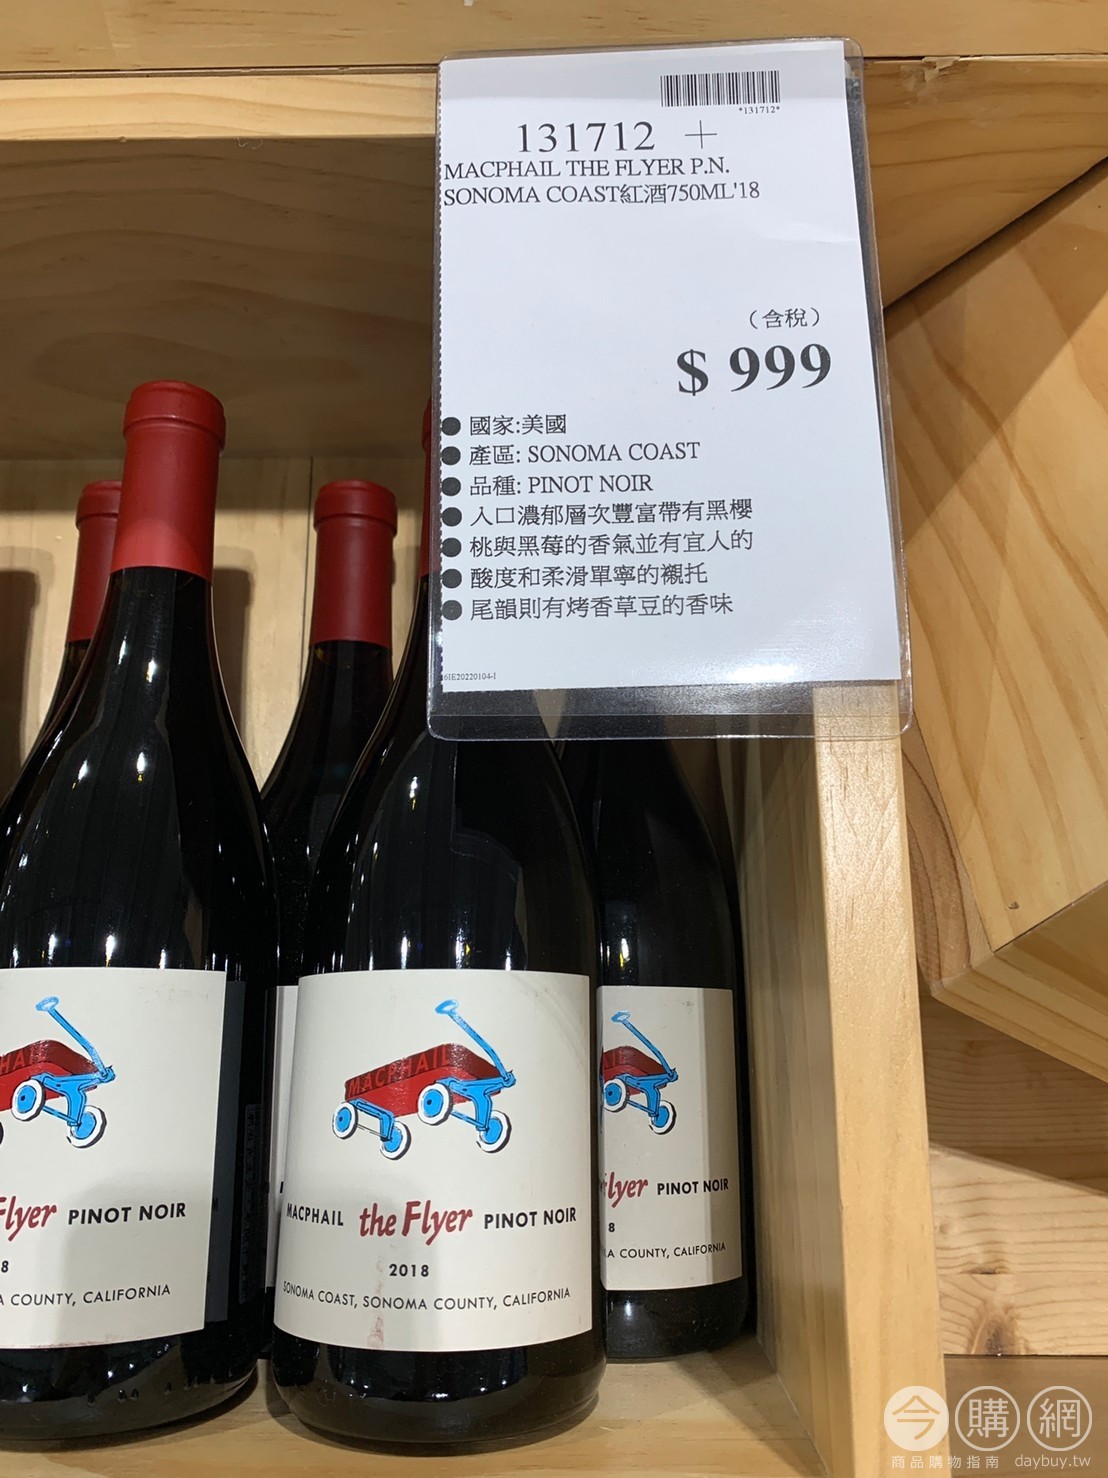 *131712*
131712 +
MACPHAIL THE FLYER P.N.
SONOMA COAST紅酒750ML'18
（含稅）
$ 999
● 國家:美國
● 產區: SONOMA COAST
● 品種: PINOT NOIR
● 入口濃郁層次豐富帶有黑櫻
● 桃與黑莓的香氣並有宜人的
● 酸度和柔滑單寧的襯托
● 尾韻則有烤香草豆的香味
MACPHAIL
MACPHAIL the Flyer PINOT NOIR
2018
SONOMA COAST, SONOMA COUNTY, CALIFORNIA
Flyer PINOT NOIR
8
A COUNTY, CALIFORNIA
lyer PINOT NOIR
8
A COUNTY, CALIFORNIA
今購網
商品購物指南 daybuy.tw